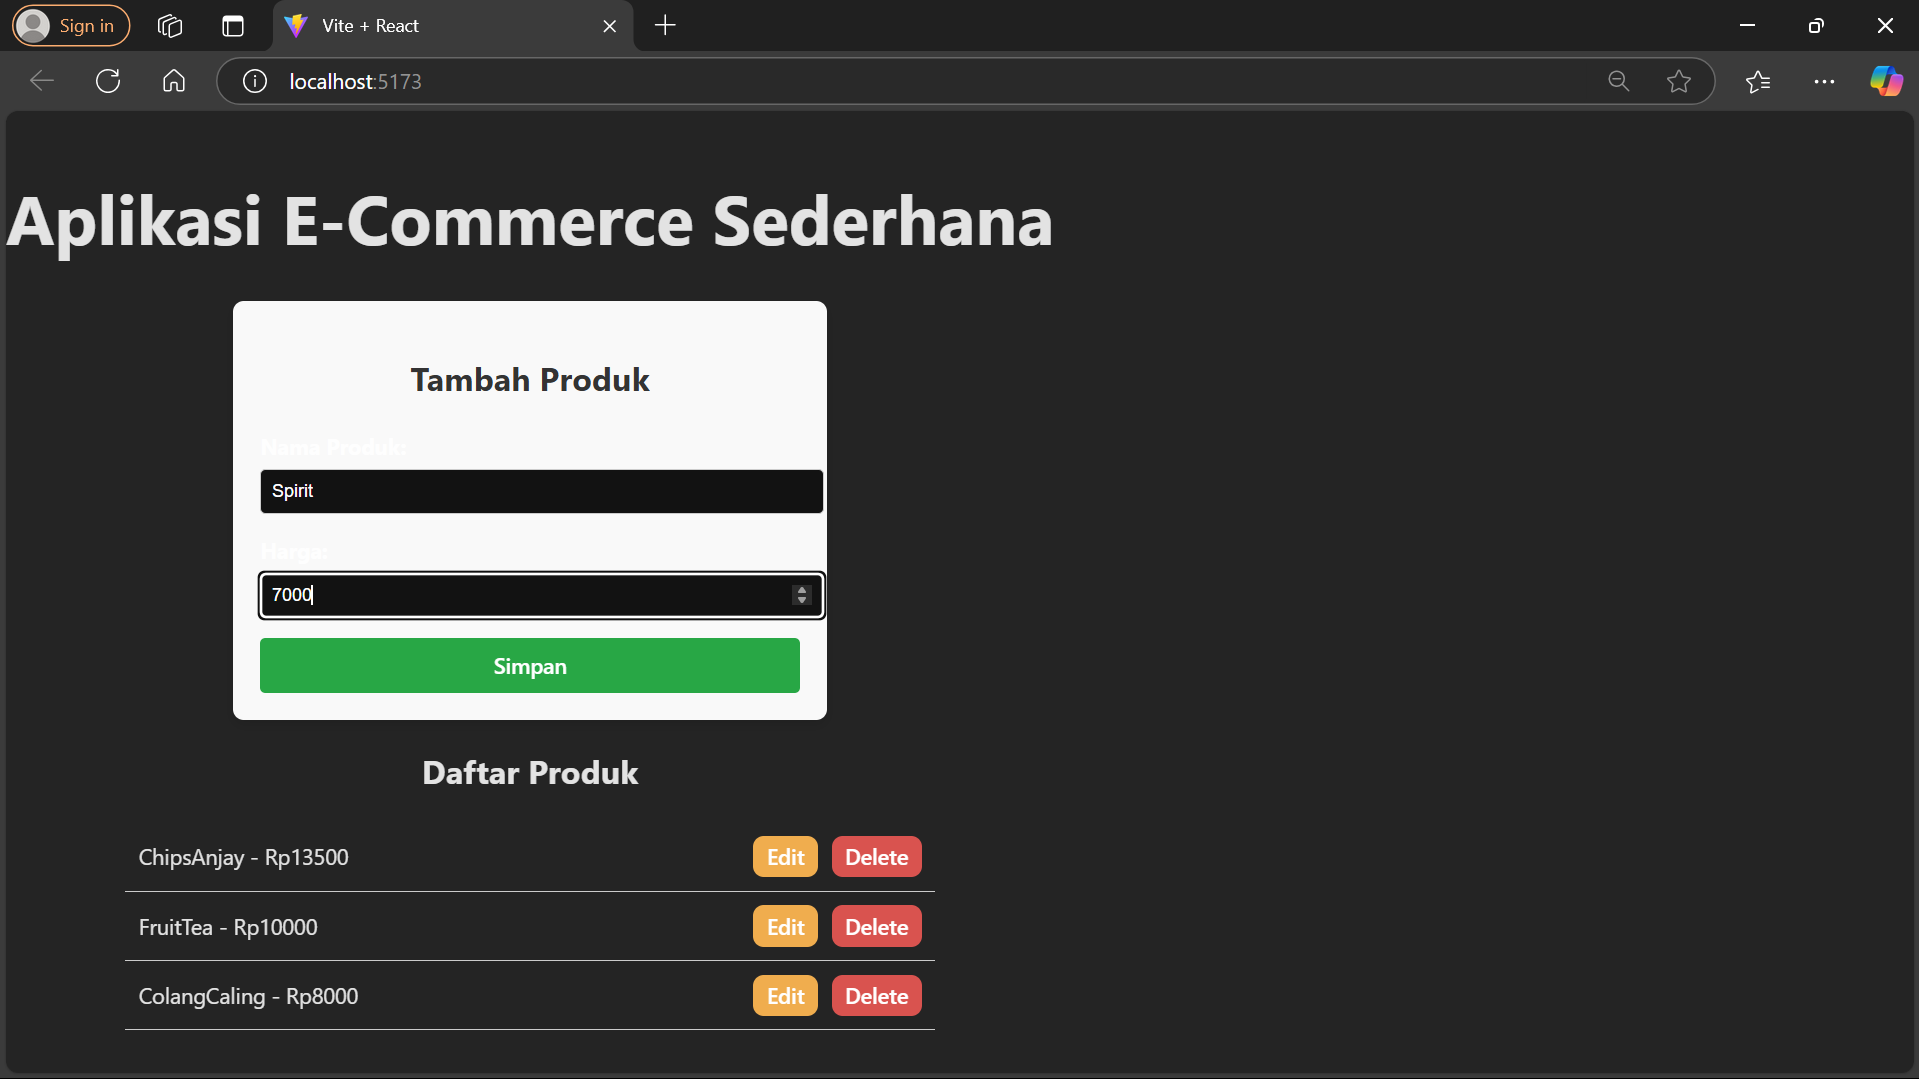 Sign in
Vite + React
localhost:5173
Aplikasi E-Commerce Sederhana
Tambah Produk
Nama Produk:
Spirit
Harga:
7000
Simpan
Daftar Produk
ChipsAnjay - Rp13500 Edit Delete
FruitTea - Rp10000 Edit Delete
ColangCaling - Rp8000 Edit Delete